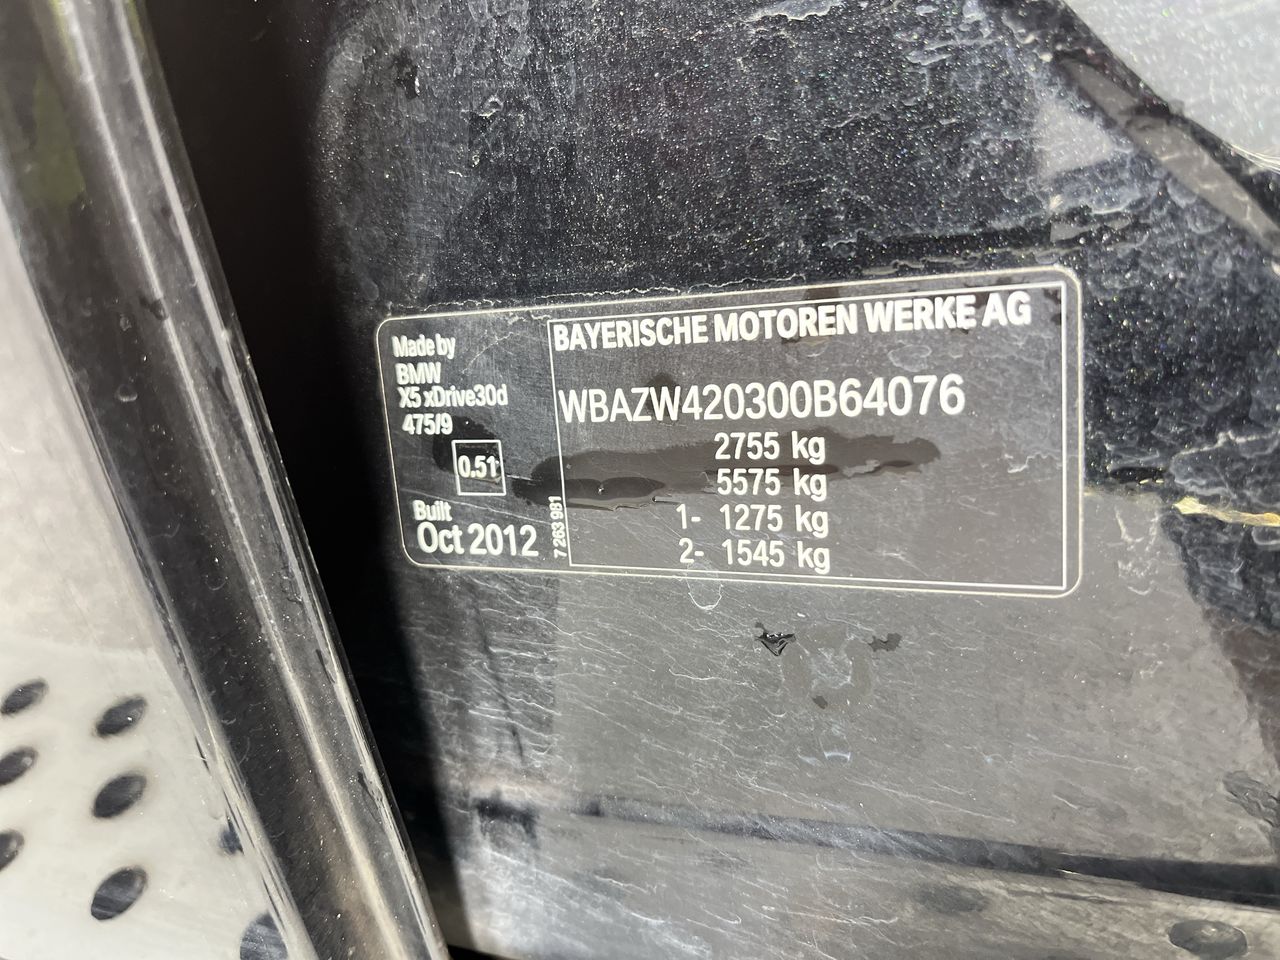 Made by
BMW
X5 xDrive30d
475/9
0.51
Built
Oct 2012
7 263 981
BAYERISCHE MOTOREN WERKE AG
WBAZW420300B64076
2755 kg
5575 kg
1- 1275 kg
2- 1545 kg